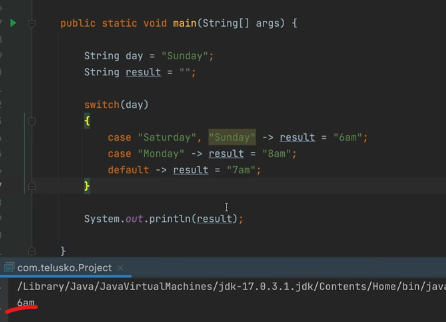 public static void main(String[] args) {
String day = "Sunday";
String result = "";
switch(day)
{
case "Saturday", "Sunday" -> result = "6am";
case "Monday" -> result = "8am";
default -> result = "7am";
}
System.out.println(result);
}
com.telusko.Project ×
/Library/Java/JavaVirtualMachines/jdk-17.0.3.1.jdk/Contents/Home/bin/java
6am